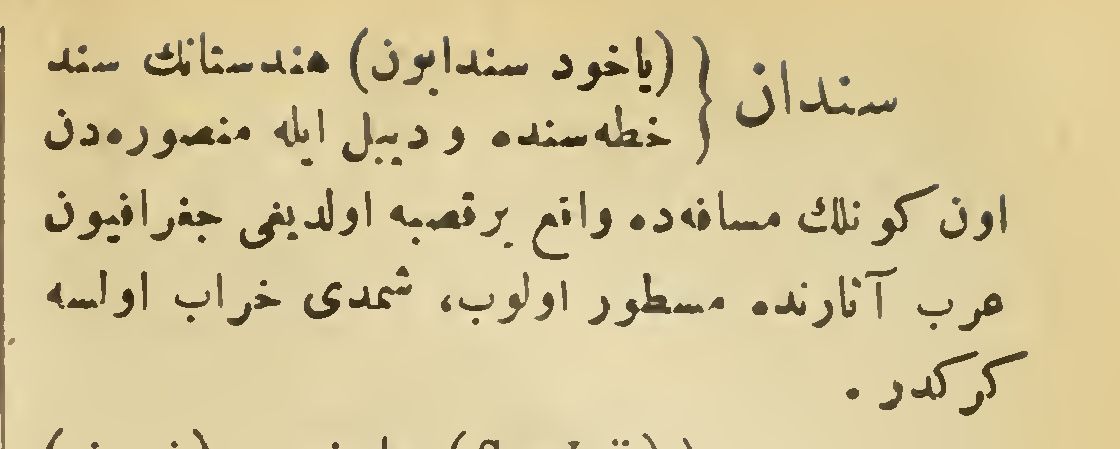 سندان { (یاخود سندابون) هندستانك سند
خطه‌سنده و دیبل ایله منصوره‌دن
اون كونلك مسافه‌ده واقع برقصبه اولدیغی جغرافیون
عرب آثارنده مسطور اولوب، شمدی خراب اولسه
كركدر .